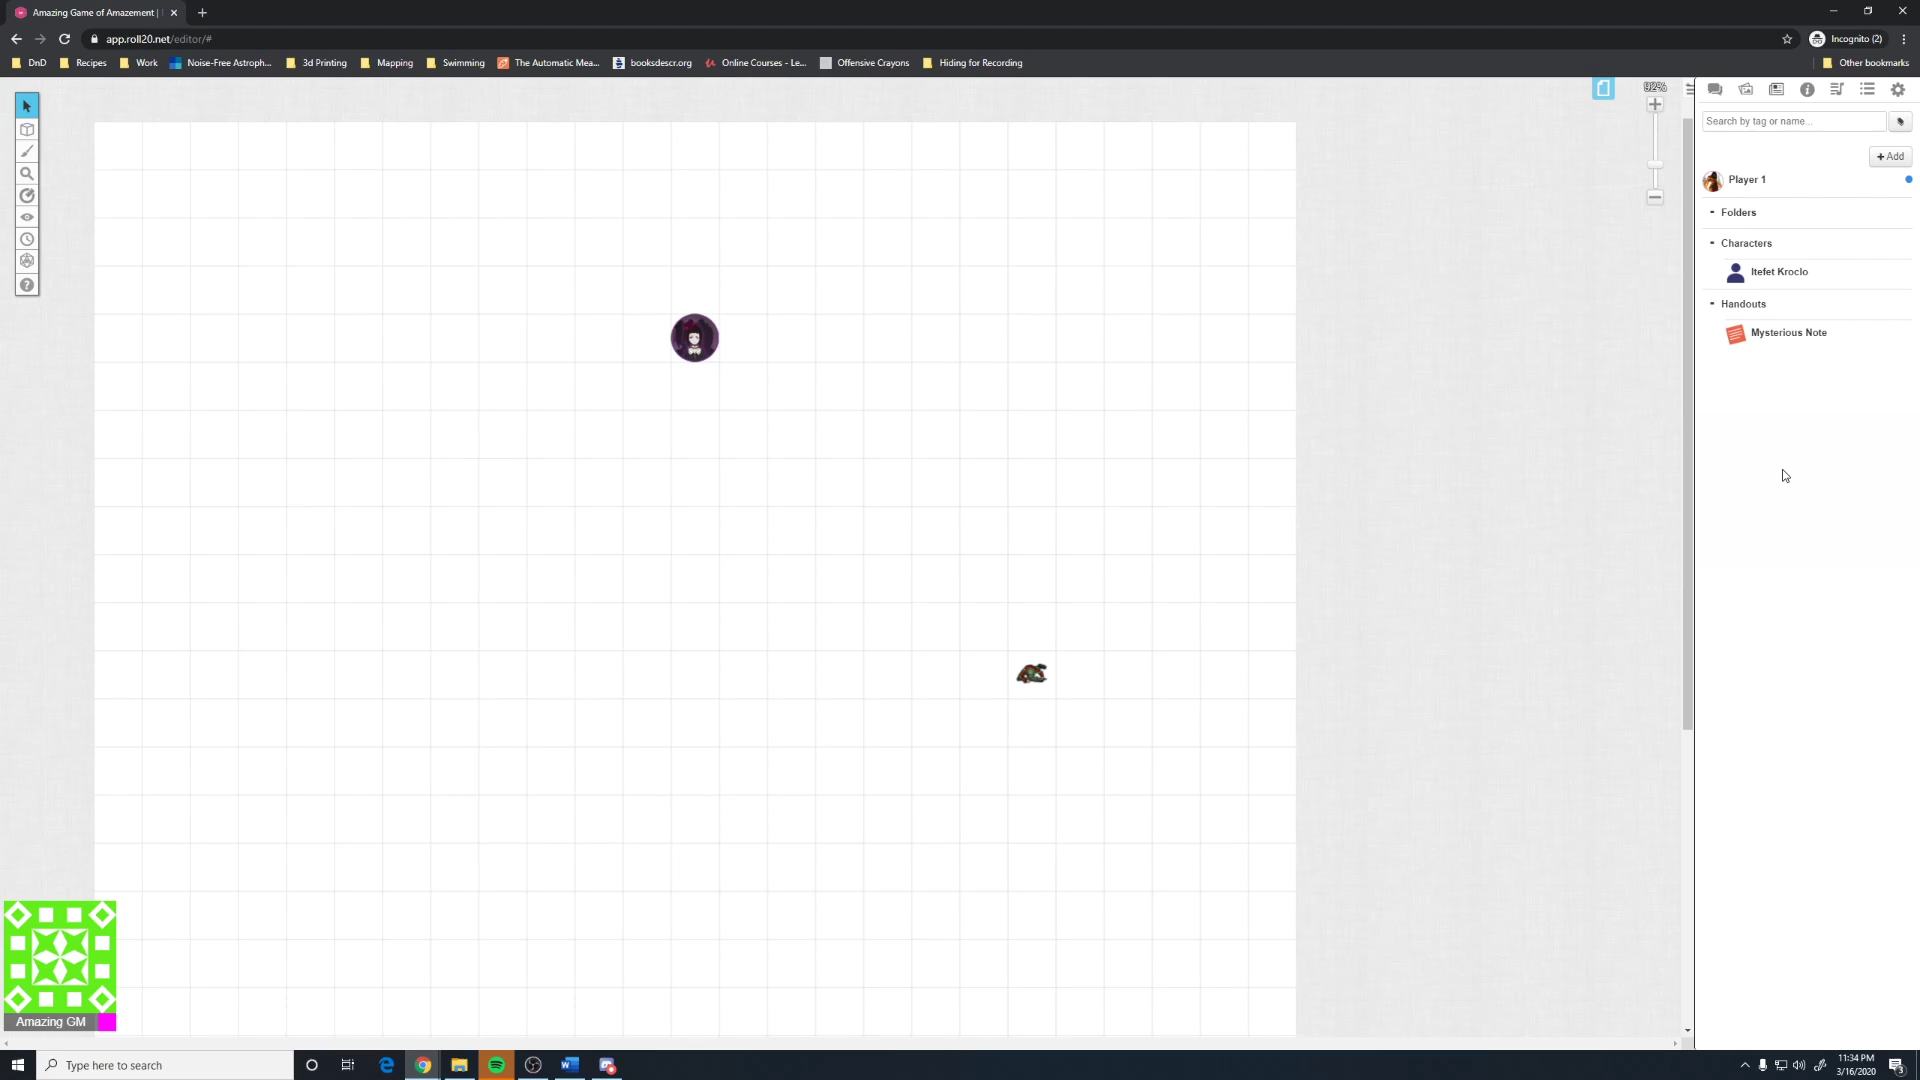 Amazing Game of Amazement |
app.roll20.net/editor/#
Incognito (2)
DnD
Recipes
Work
Noise-Free Astroph...
3d Printing
Mapping
Swimming
The Automatic Mea...
booksdescr.org
Online Courses - Le...
Offensive Crayons
Hiding for Recording
Other bookmarks
92%
Search by tag or name...
+ Add
Player 1
Folders
Characters
Itefet Kroclo
Handouts
Mysterious Note
Amazing GM
Type here to search
11:34 PM
3/16/2020
3